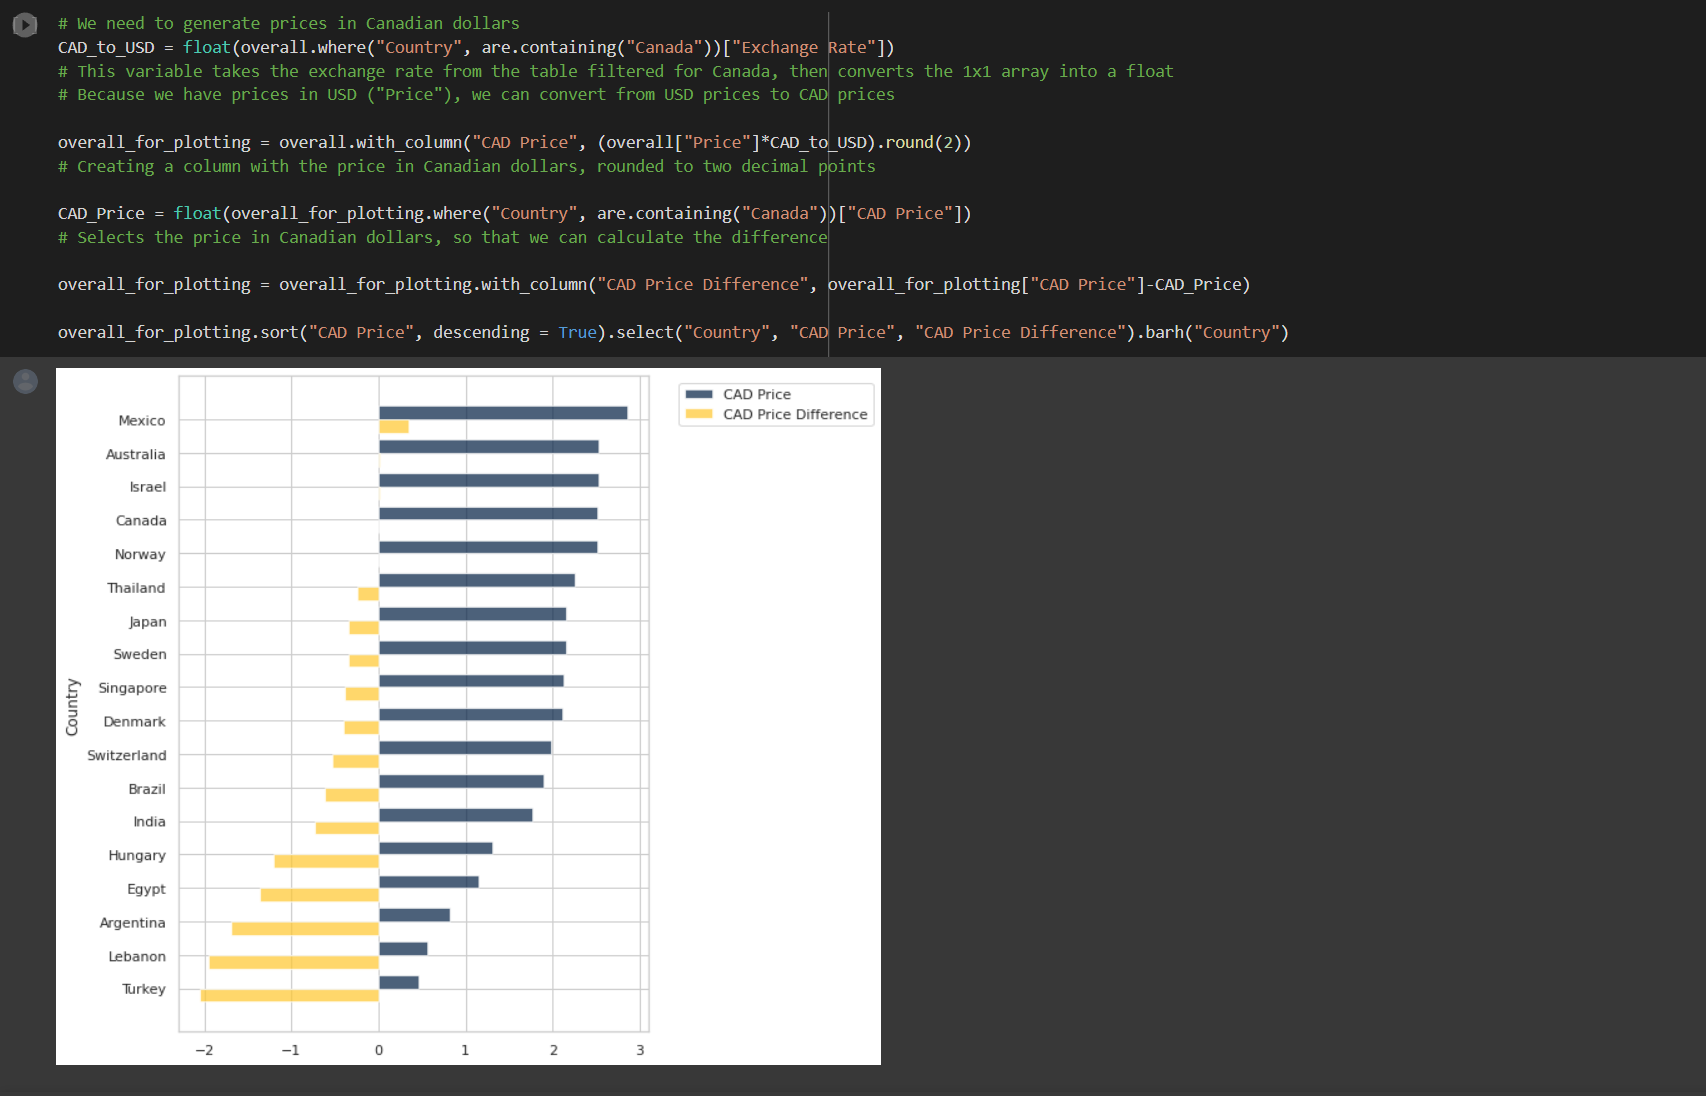 # We need to generate prices in Canadian dollars
CAD_to_USD = float(overall.where("Country", are.containing("Canada"))["Exchange Rate"])
# This variable takes the exchange rate from the table filtered for Canada, then converts the 1x1 array into a float
# Because we have prices in USD ("Price"), we can convert from USD prices to CAD prices
overall_for_plotting = overall.with_column("CAD Price", (overall["Price"]*CAD_to_USD).round(2))
# Creating a column with the price in Canadian dollars, rounded to two decimal points
CAD_Price = float(overall_for_plotting.where("Country", are.containing("Canada"))["CAD Price"])
# Selects the price in Canadian dollars, so that we can calculate the difference
overall_for_plotting = overall_for_plotting.with_column("CAD Price Difference", overall_for_plotting["CAD Price"]-CAD_Price)
overall_for_plotting.sort("CAD Price", descending = True).select("Country", "CAD Price", "CAD Price Difference").barh("Country")
CAD Price
CAD Price Difference
Mexico
Australia
Israel
Canada
Norway
Thailand
Japan
Sweden
Singapore
Denmark
Switzerland
Brazil
India
Hungary
Egypt
Argentina
Lebanon
Turkey
Country
−2 −1 0 1 2 3